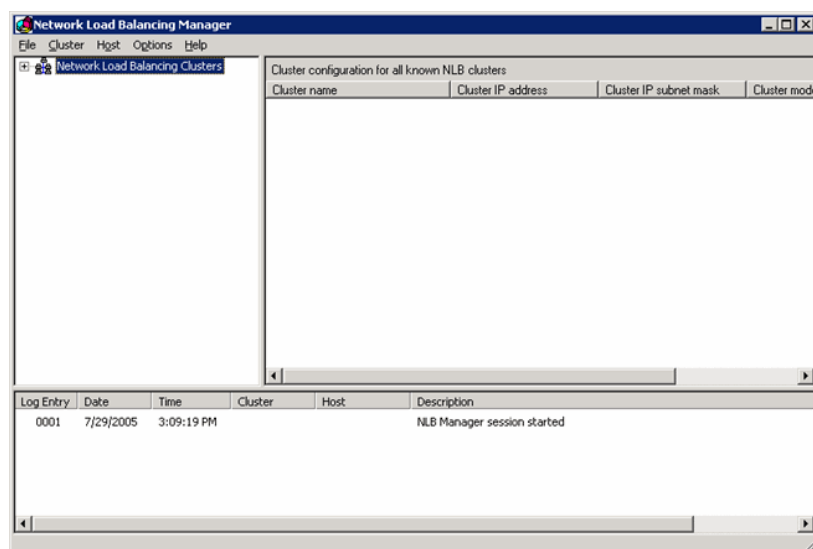 Network Load Balancing Manager
File Cluster Host Options Help
Network Load Balancing Clusters
Cluster configuration for all known NLB clusters
Cluster name Cluster IP address Cluster IP subnet mask Cluster mod
Log Entry Date Time Cluster Host Description
0001 7/29/2005 3:09:19 PM NLB Manager session started